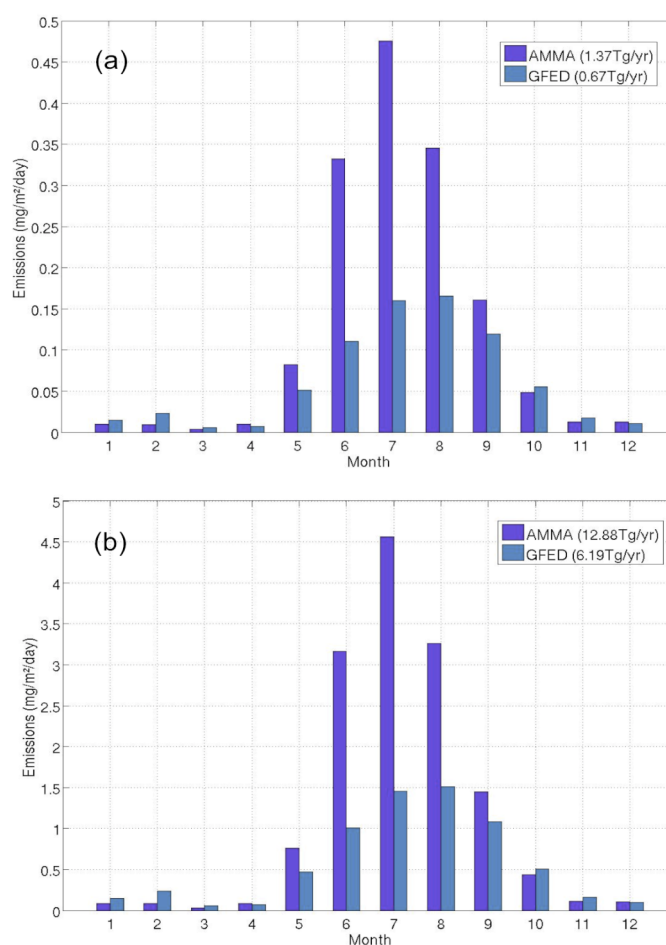 (a)
AMMA (1.37Tg/yr)
GFED (0.67Tg/yr)
Emissions (mg/m²/day)
0.5
0.45
0.4
0.35
0.3
0.25
0.2
0.15
0.1
0.05
0
1 2 3 4 5 6 7 8 9 10 11 12
Month
(b)
AMMA (12.88Tg/yr)
GFED (6.19Tg/yr)
Emissions (mg/m²/day)
5
4.5
4
3.5
3
2.5
2
1.5
1
0.5
0
1 2 3 4 5 6 7 8 9 10 11 12
Month